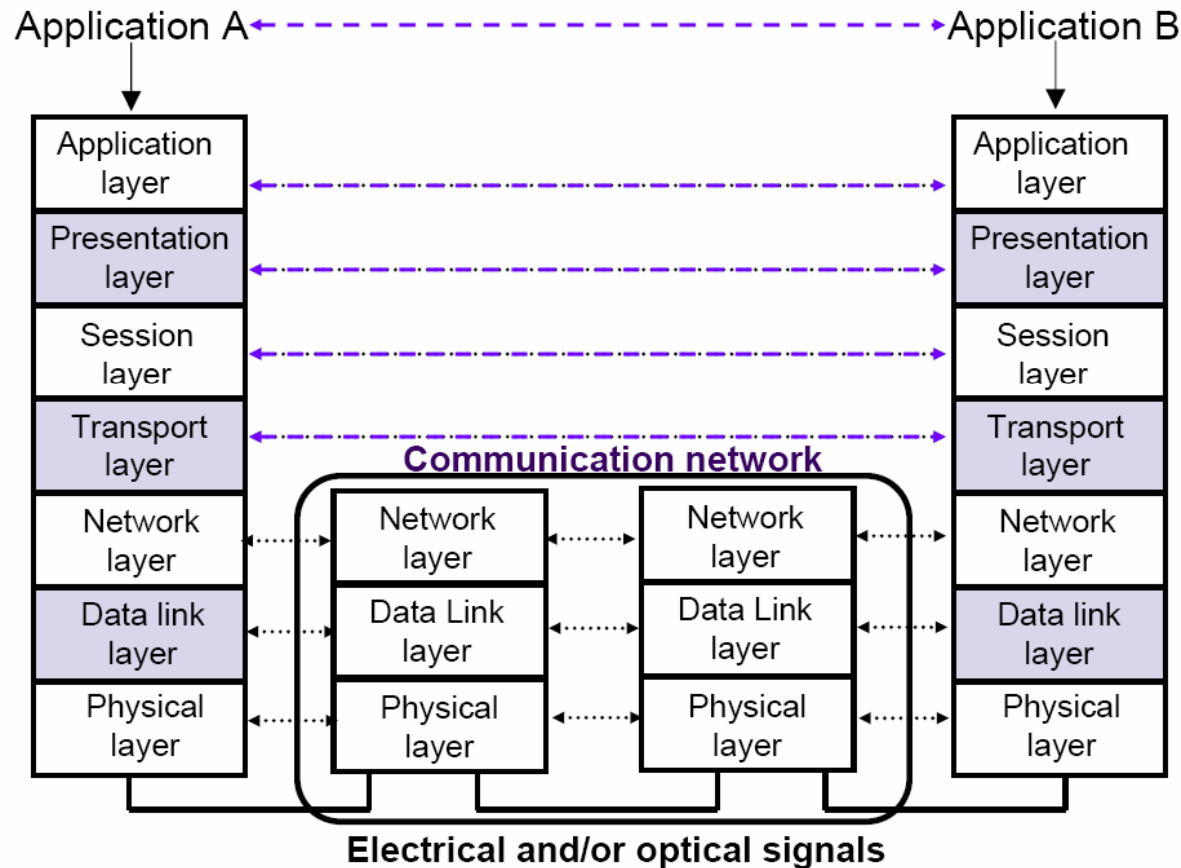 Application A
Application B
Application
layer
Presentation
layer
Session
layer
Transport
layer
Network
layer
Data link
layer
Physical
layer
Communication network
Network
layer
Data Link
layer
Physical
layer
Network
layer
Data Link
layer
Physical
layer
Application
layer
Presentation
layer
Session
layer
Transport
layer
Network
layer
Data link
layer
Physical
layer
Electrical and/or optical signals